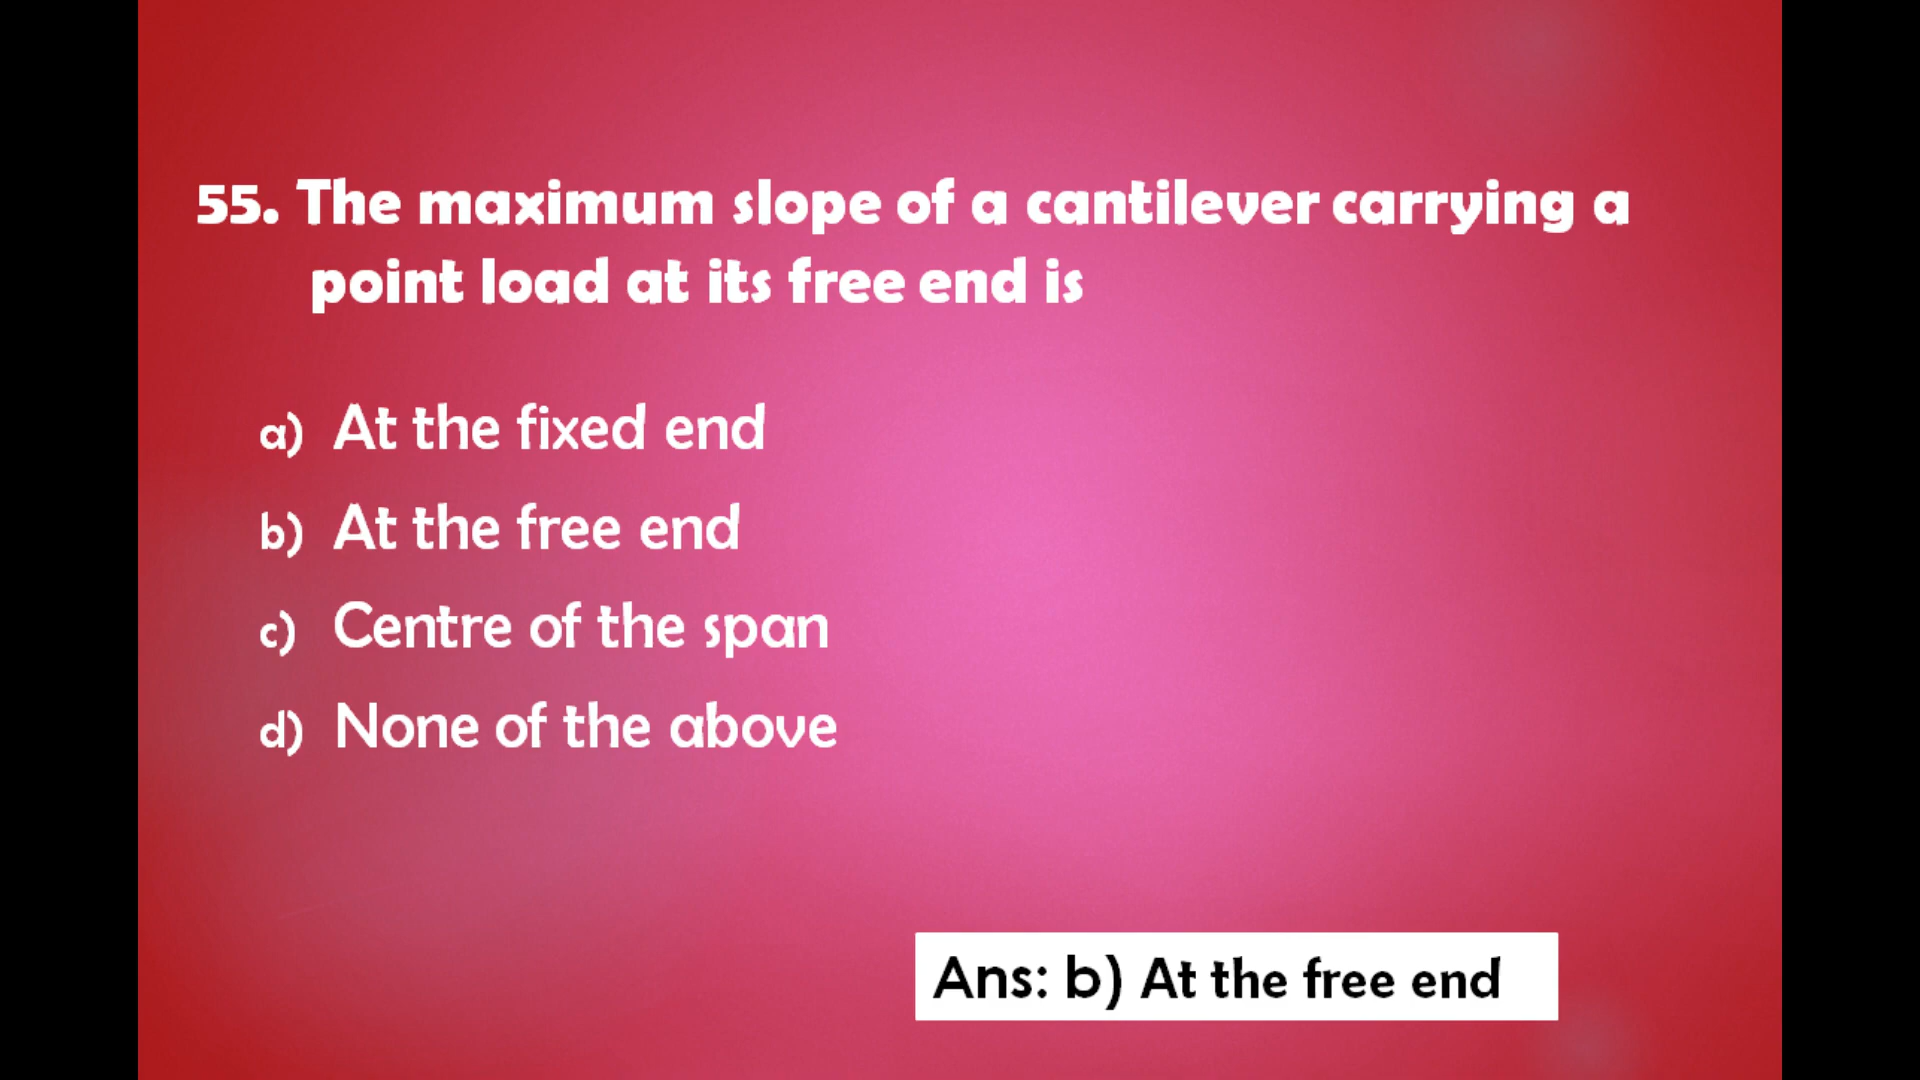 55. The maximum slope of a cantilever carrying a
point load at its free end is
a) At the fixed end
b) At the free end
c) Centre of the span
d) None of the above
Ans: b) At the free end